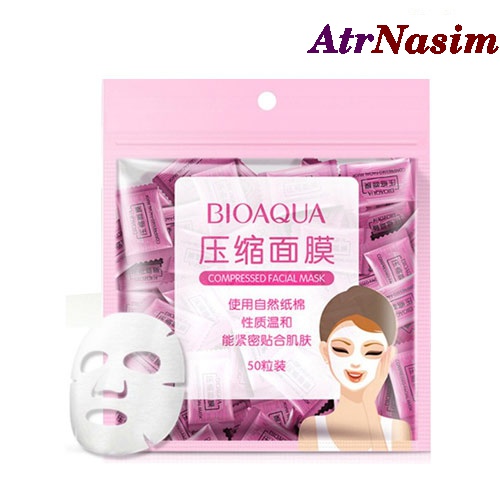 AtrNasim
BIOAQUA
压缩面膜
COMPRESSED FACIAL MASK
使用自然纸棉
性质温和
能紧密贴合肌肤
50粒装